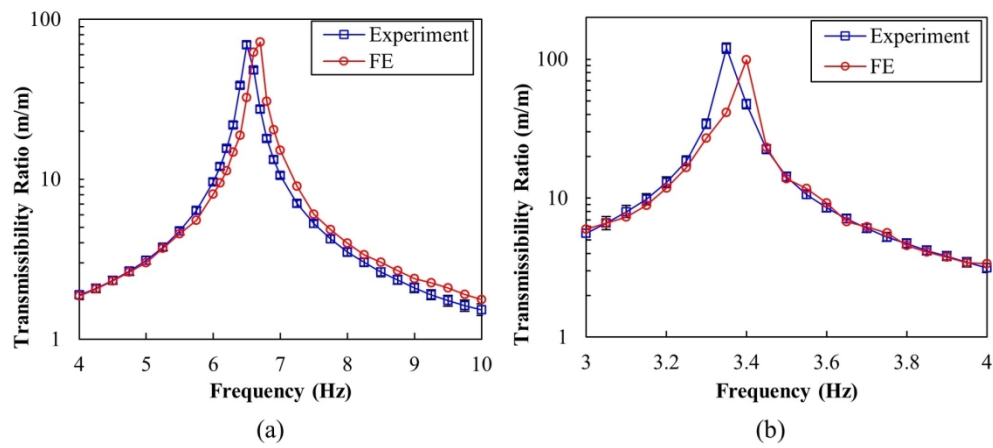 100
10
1
Transmissibility Ratio (m/m)
Experiment
FE
4 5 6 7 8 9 10
Frequency (Hz)
(a)
100
10
1
Transmissibility Ratio (m/m)
Experiment
FE
3 3.2 3.4 3.6 3.8 4
Frequency (Hz)
(b)